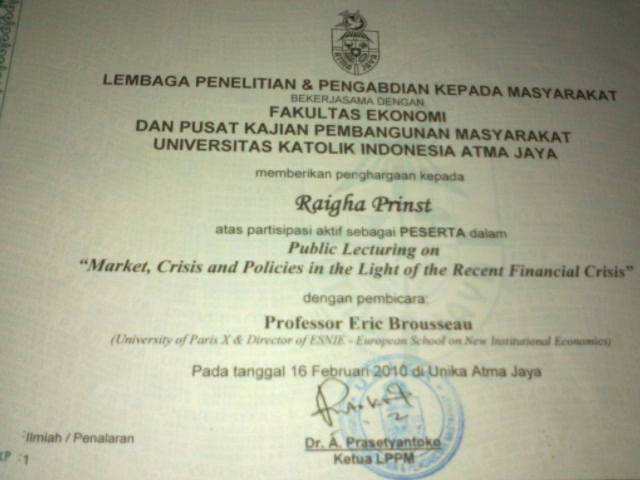 ATMA JAYA
LEMBAGA PENELITIAN & PENGABDIAN KEPADA MASYARAKAT
BEKERJASAMA DENGAN
FAKULTAS EKONOMI
DAN PUSAT KAJIAN PEMBANGUNAN MASYARAKAT
UNIVERSITAS KATOLIK INDONESIA ATMA JAYA
memberikan penghargaan kepada
Raigha Prinst
atas partisipasi aktif sebagai PESERTA dalam
Public Lecturing on
"Market, Crisis and Policies in the Light of the Recent Financial Crisis"
dengan pembicara:
Professor Eric Brousseau
(University of Paris X & Director of ESNIE - European School on New Institutional Economics)
Pada tanggal 16 Februari 2010 di Unika Atma Jaya
Ilmiah / Penalaran
Dr. A. Prasetyantoko
KP : 1
Ketua LPPM